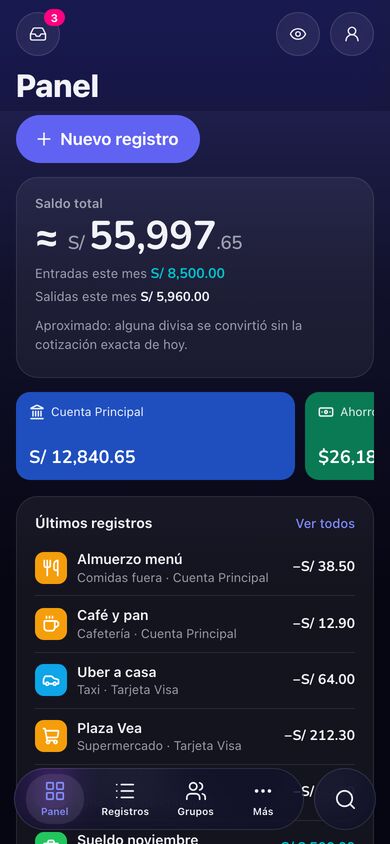 3
Panel
+ Nuevo registro
Saldo total
≈ S/ 55,997.65
Entradas este mes S/ 8,500.00
Salidas este mes S/ 5,960.00
Aproximado: alguna divisa se convirtió sin la
cotización exacta de hoy.
Cuenta Principal
S/ 12,840.65
Ahorro
$26,18
Últimos registros
Ver todos
Almuerzo menú
Comidas fuera · Cuenta Principal
–S/ 38.50
Café y pan
Cafetería · Cuenta Principal
–S/ 12.90
Uber a casa
Taxi · Tarjeta Visa
–S/ 64.00
Plaza Vea
Supermercado · Tarjeta Visa
–S/ 212.30
Panel
Registros
Grupos
Más
Sueldo noviembre